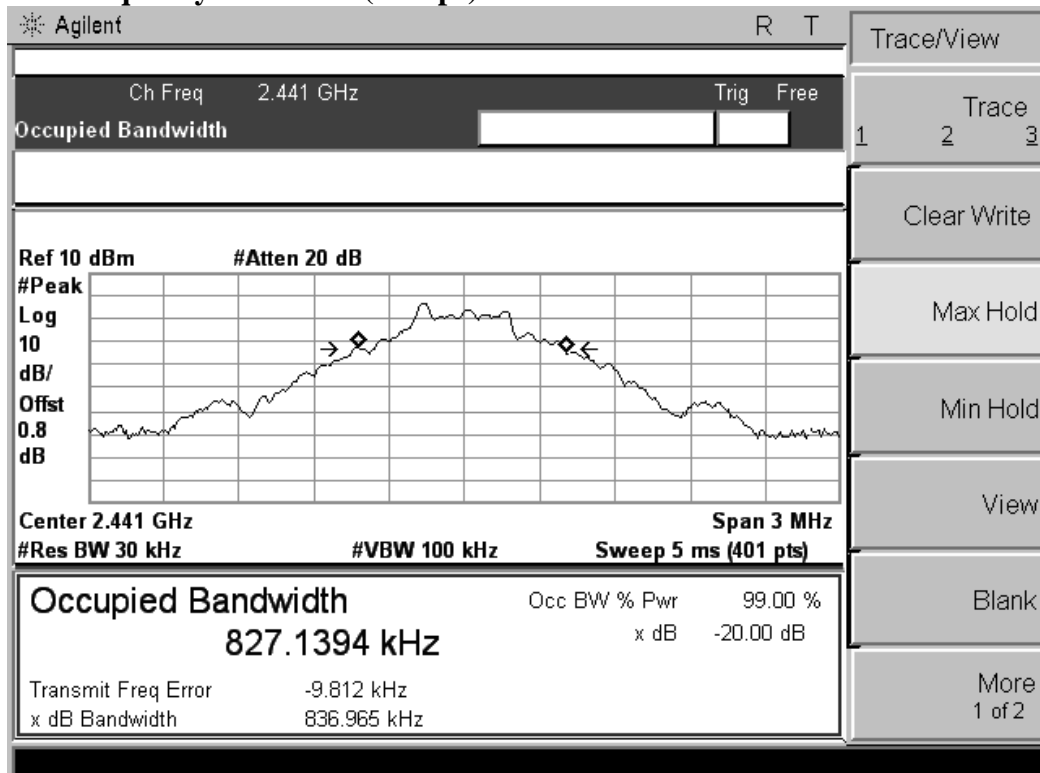 Agilent R T
Trace/View
Ch Freq 2.441 GHz Trig Free
Occupied Bandwidth
Trace
1 2 3
Clear Write
Max Hold
Min Hold
View
Blank
More
1 of 2
Ref 10 dBm #Atten 20 dB
#Peak
Log
10
dB/
Offst
0.8
dB
Center 2.441 GHz Span 3 MHz
#Res BW 30 kHz #VBW 100 kHz Sweep 5 ms (401 pts)
Occupied Bandwidth
827.1394 kHz
Occ BW % Pwr 99.00 %
x dB -20.00 dB
Transmit Freq Error -9.812 kHz
x dB Bandwidth 836.965 kHz